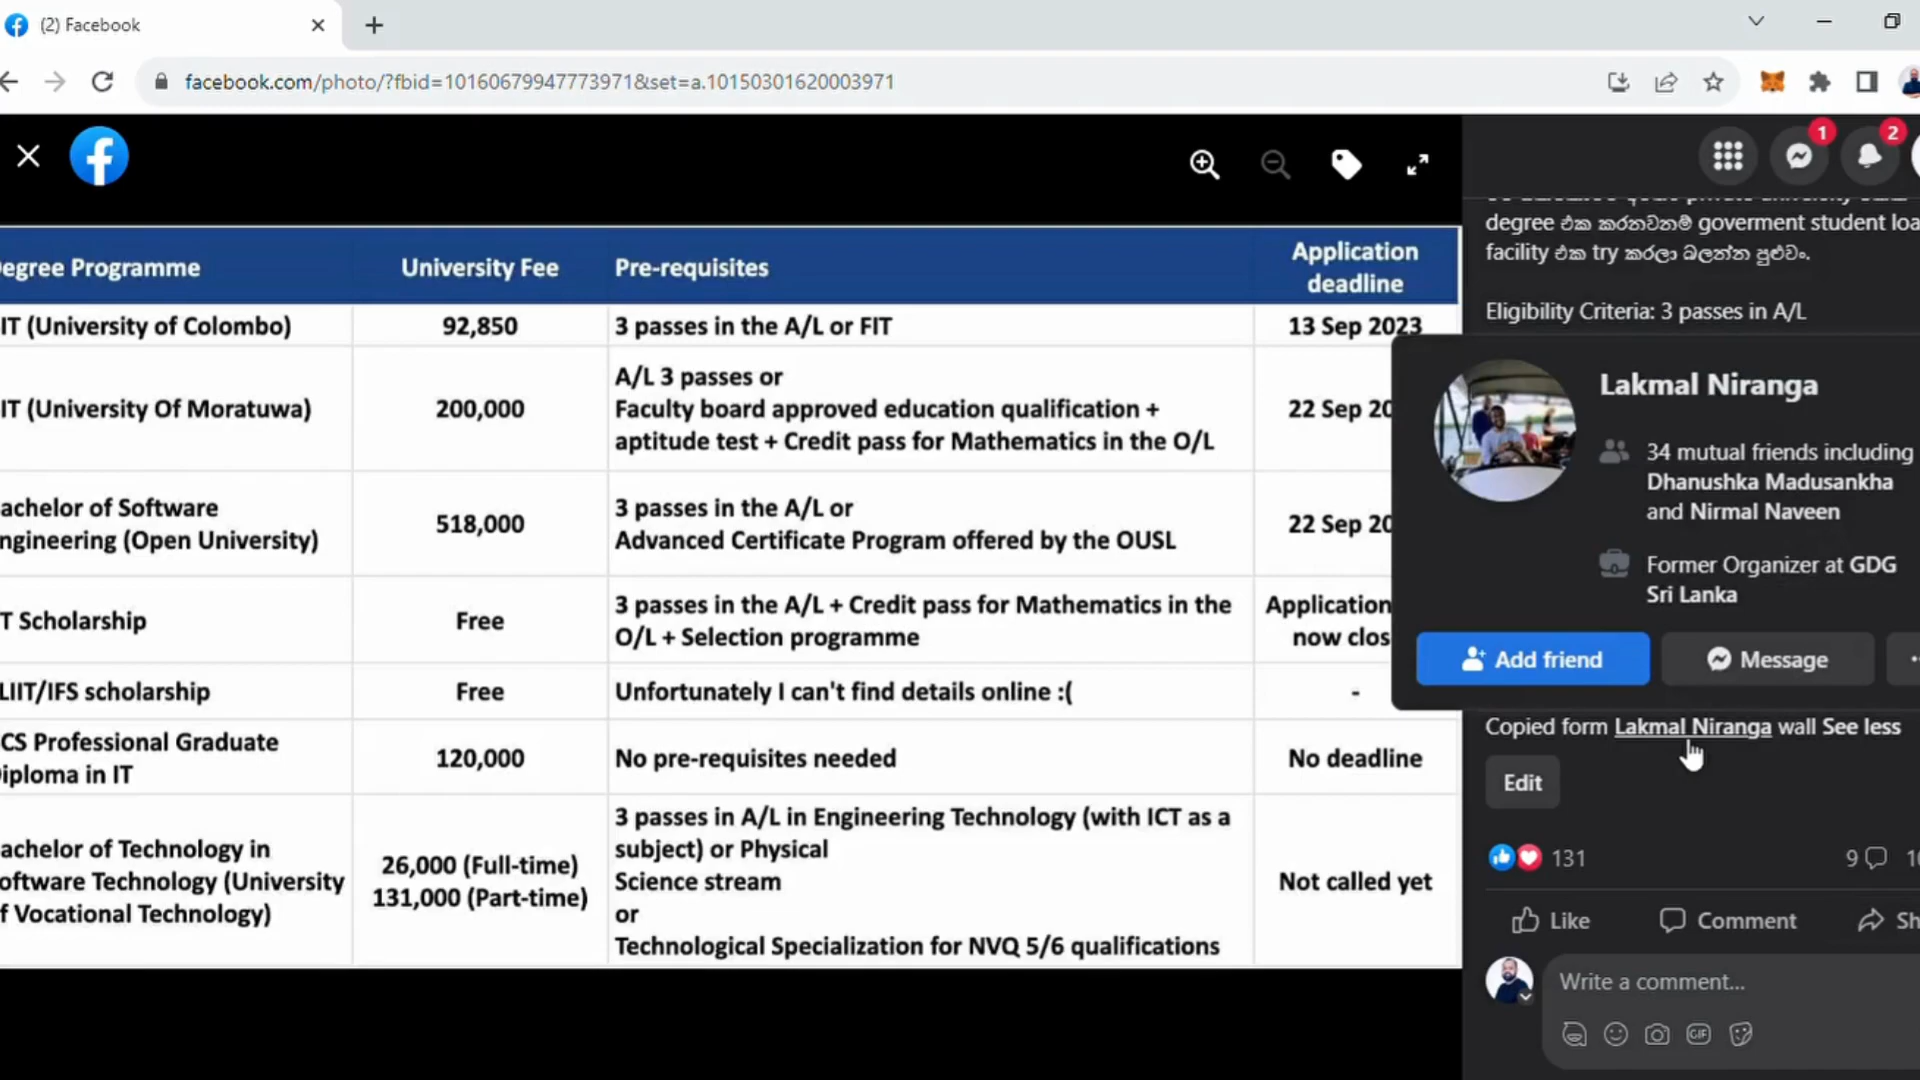 (2) Facebook
facebook.com/photo/?fbid=10160679947773971&set=a.10150301620003971
1
2
egree Programme
University Fee
Pre-requisites
Application
deadline
IT (University of Colombo)
92,850
3 passes in the A/L or FIT
13 Sep 2023
IT (University Of Moratuwa)
200,000
A/L 3 passes or
Faculty board approved education qualification +
aptitude test + Credit pass for Mathematics in the O/L
22 Sep 20
achelor of Software
ngineering (Open University)
518,000
3 passes in the A/L or
Advanced Certificate Program offered by the OUSL
22 Sep 20
T Scholarship
Free
3 passes in the A/L + Credit pass for Mathematics in the
O/L + Selection programme
Application
now clos
LIIT/IFS scholarship
Free
Unfortunately I can't find details online :(
-
CS Professional Graduate
iploma in IT
120,000
No pre-requisites needed
No deadline
achelor of Technology in
oftware Technology (University
f Vocational Technology)
26,000 (Full-time)
131,000 (Part-time)
3 passes in A/L in Engineering Technology (with ICT as a
subject) or Physical
Science stream
or
Technological Specialization for NVQ 5/6 qualifications
Not called yet
degree එක කරනවනම් goverment student loa
facility එක try කරලා බලන්න පුළුවං.
Eligibility Criteria: 3 passes in A/L
Lakmal Niranga
34 mutual friends including
Dhanushka Madusankha
and Nirmal Naveen
Former Organizer at GDG
Sri Lanka
Add friend
Message
Copied form Lakmal Niranga wall See less
Edit
131
9
10
Like
Comment
Sh
Write a comment...
GIF